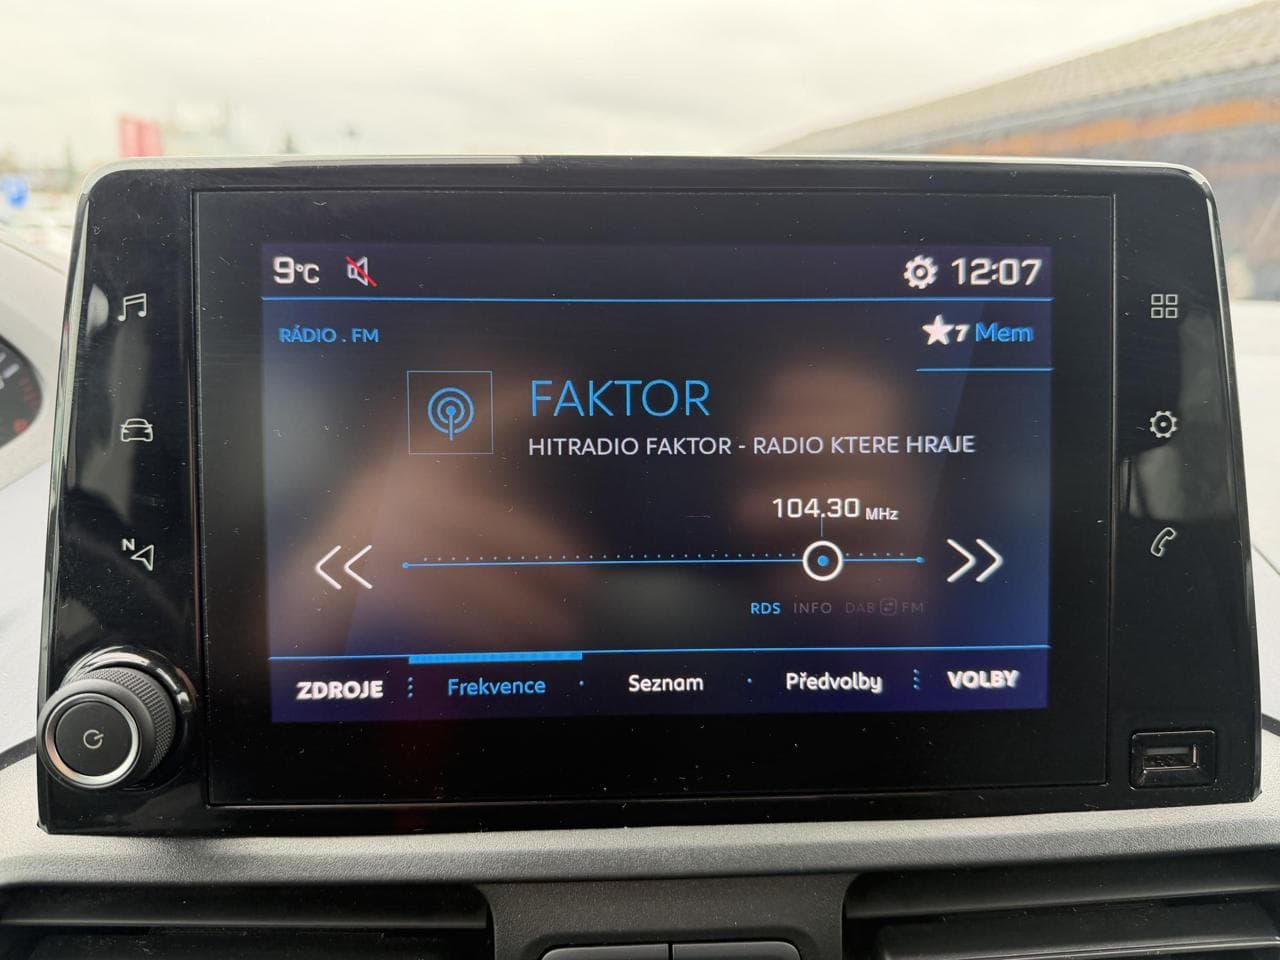 9°C 12:07
RÁDIO . FM
7 Mem
FAKTOR
HITRADIO FAKTOR - RADIO KTERE HRAJE
104.30 MHz
RDS INFO DAB FM
ZDROJE Frekvence Seznam Předvolby VOLBY
N